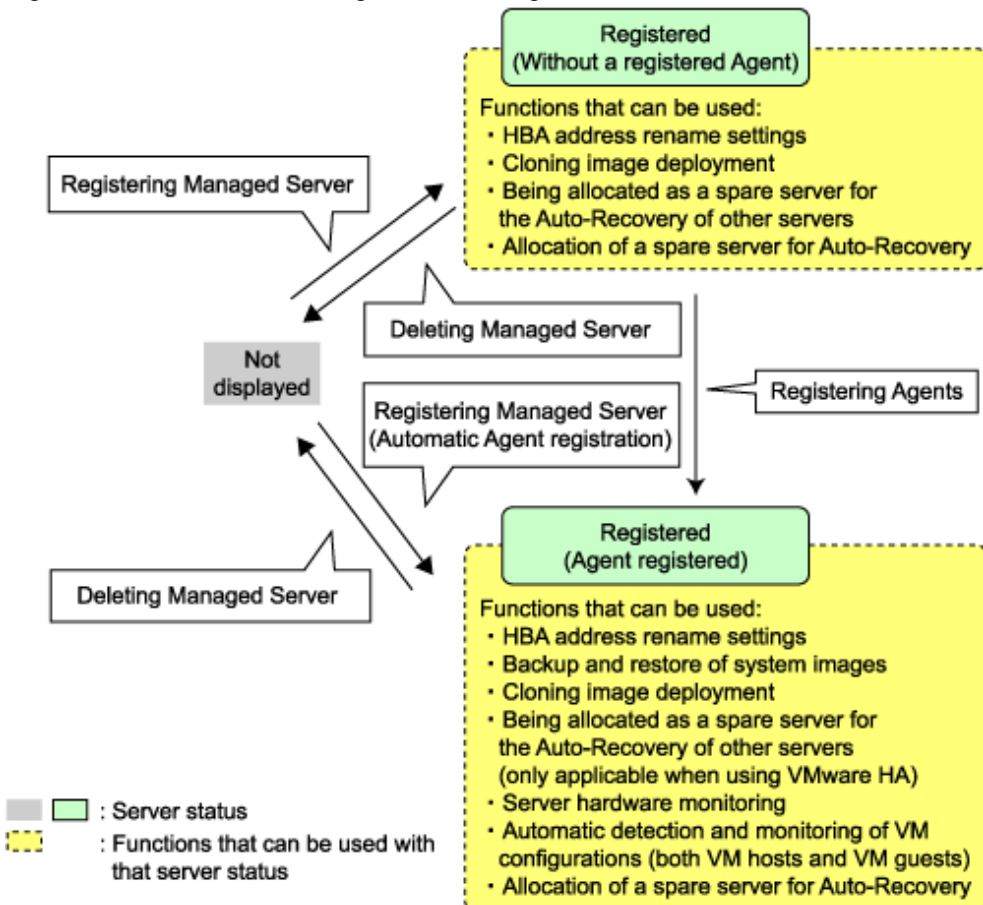 Registered
(Without a registered Agent)
Functions that can be used:
・HBA address rename settings
・Cloning image deployment
・Being allocated as a spare server for
the Auto-Recovery of other servers
・Allocation of a spare server for Auto-Recovery
Registering Managed Server
Deleting Managed Server
Not
displayed
Registering Managed Server
(Automatic Agent registration)
Registering Agents
Deleting Managed Server
Registered
(Agent registered)
Functions that can be used:
・HBA address rename settings
・Backup and restore of system images
・Cloning image deployment
・Being allocated as a spare server for
the Auto-Recovery of other servers
(only applicable when using VMware HA)
・Server hardware monitoring
・Automatic detection and monitoring of VM
configurations (both VM hosts and VM guests)
・Allocation of a spare server for Auto-Recovery
: Server status
: Functions that can be used with
that server status